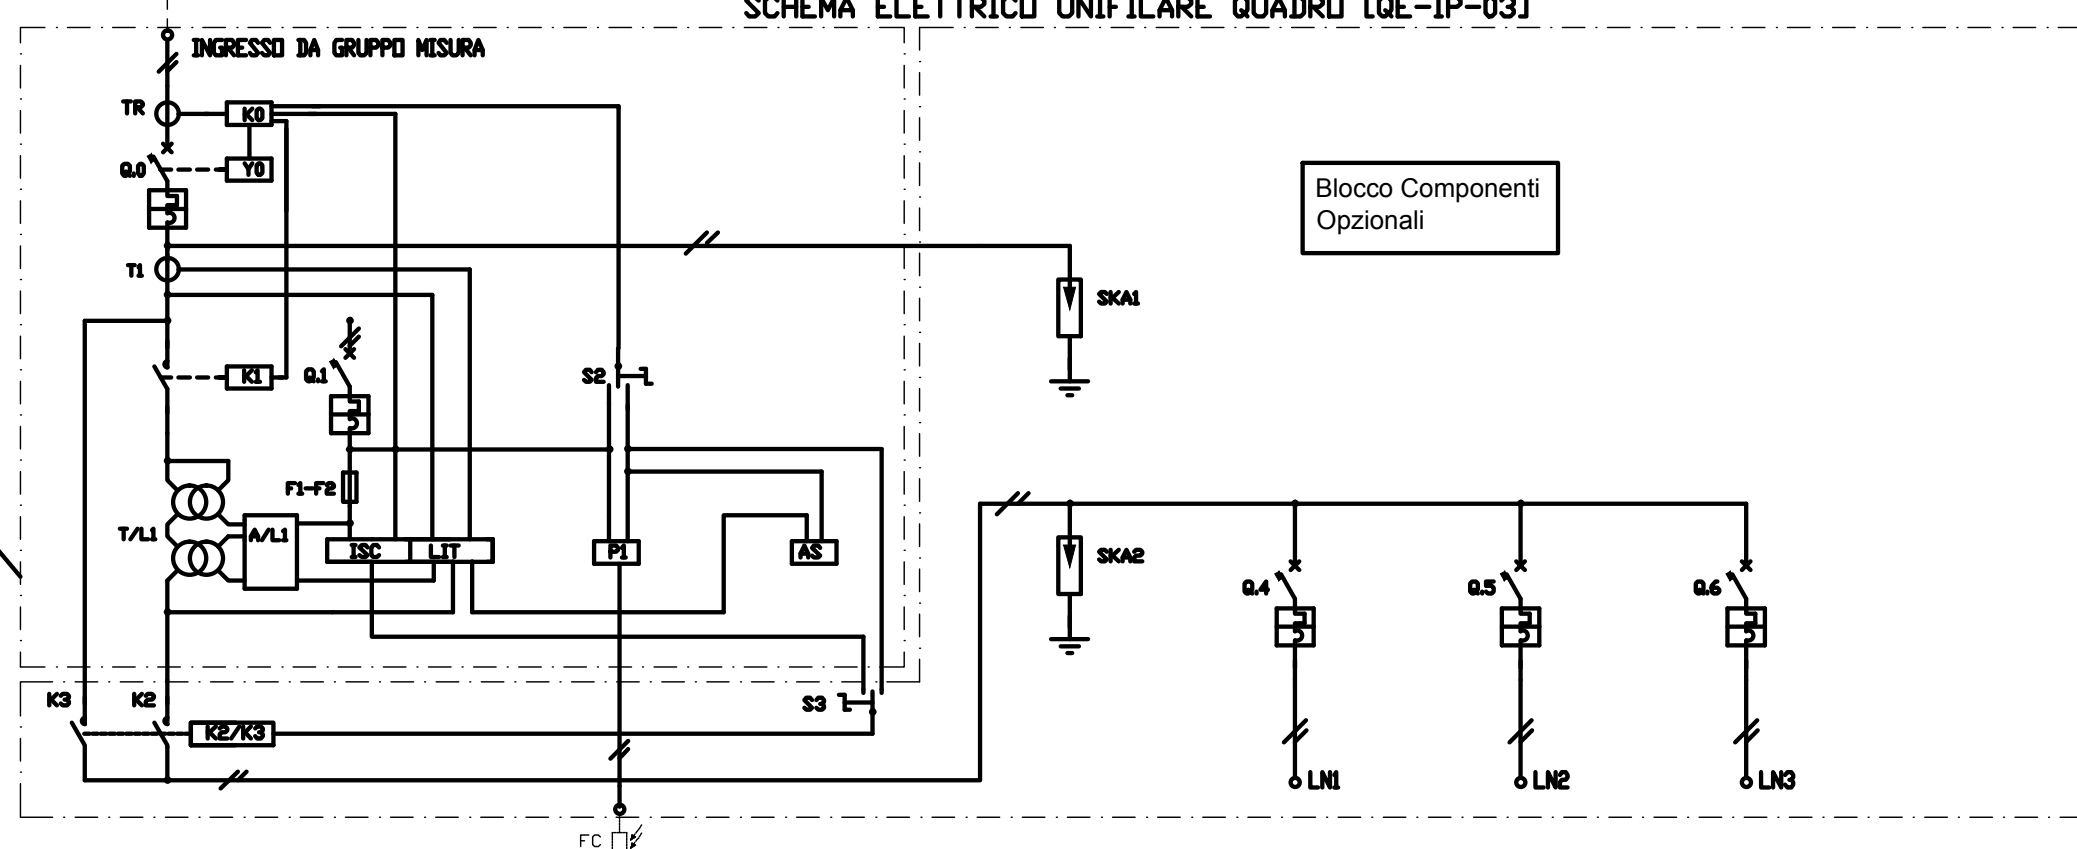 SCHEMA ELETTRICO UNIFILARE QUADRO [QE-IP-03]
INGRESSO DA GRUPPO MISURA
TR
K0
Q.0
Y0
Blocco Componenti
Opzionali
T1
SKA1
K1
Q.1
S2
F1-F2
T/L1
A/L1
ISC
LIT
P1
AS
SKA2
Q.4
Q.5
Q.6
K3
K2
S3
K2/K3
LN1
LN2
LN3
FC